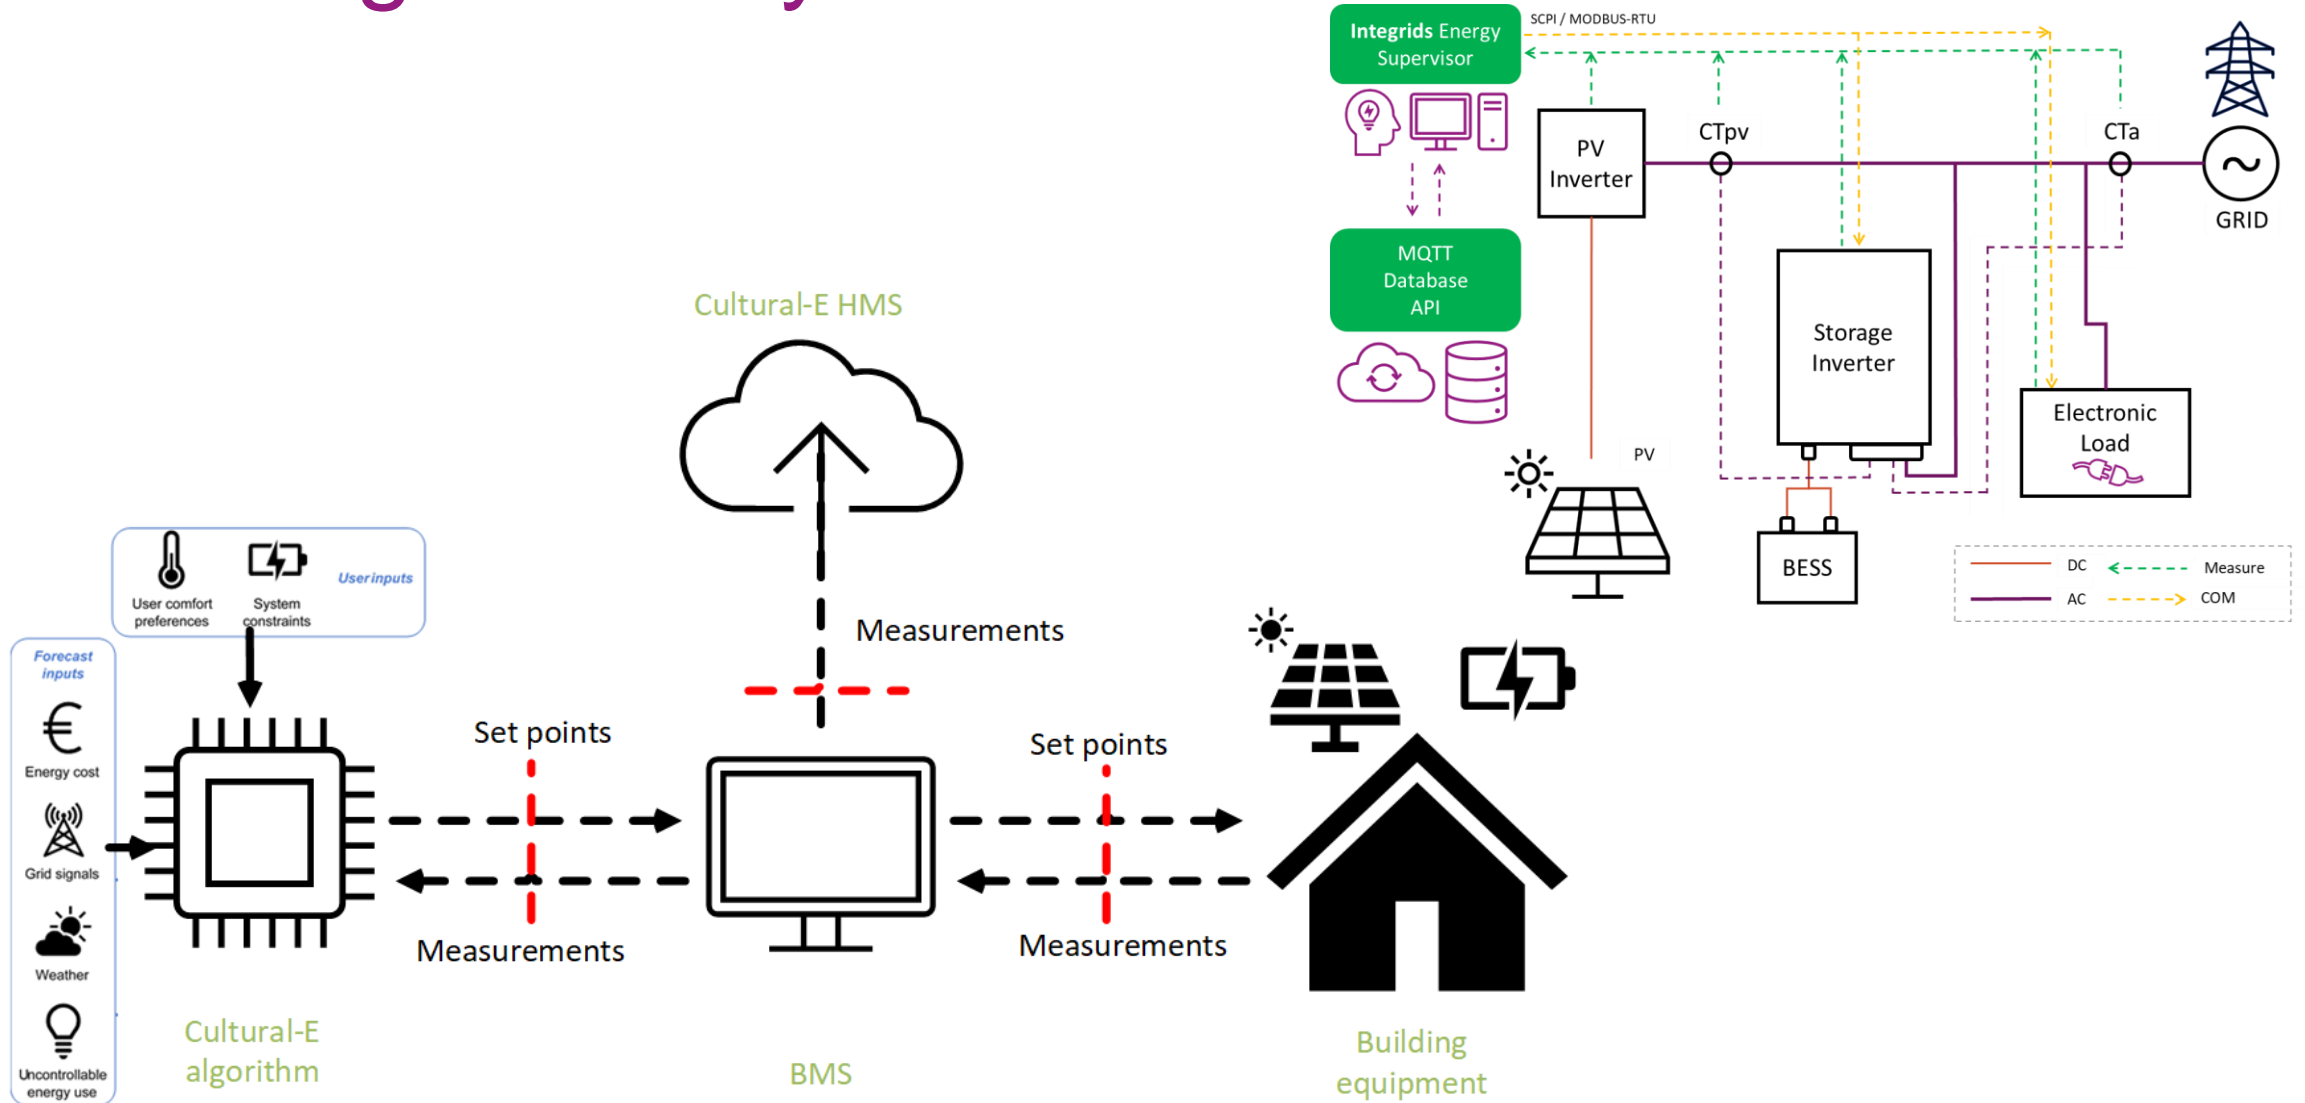 SCPI / MODBUS-RTU
Integrids Energy
Supervisor
CTpv
CTa
PV
Inverter
GRID
MQTT
Database
API
Storage
Inverter
Electronic
Load
PV
BESS
DC
Measure
AC
COM
Cultural-E HMS
Measurements
User inputs
User comfort
preferences
System
constraints
Forecast
inputs
Energy cost
Grid signals
Weather
Uncontrollable
energy use
Set points
Measurements
Set points
Measurements
Cultural-E
algorithm
BMS
Building
equipment